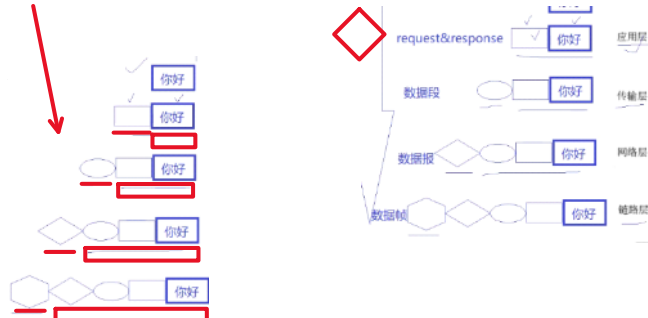 你好
你好
你好
你好
你好
request&response 你好 应用层
数据段 你好 传输层
数据报 你好 网络层
数据帧 你好 链路层